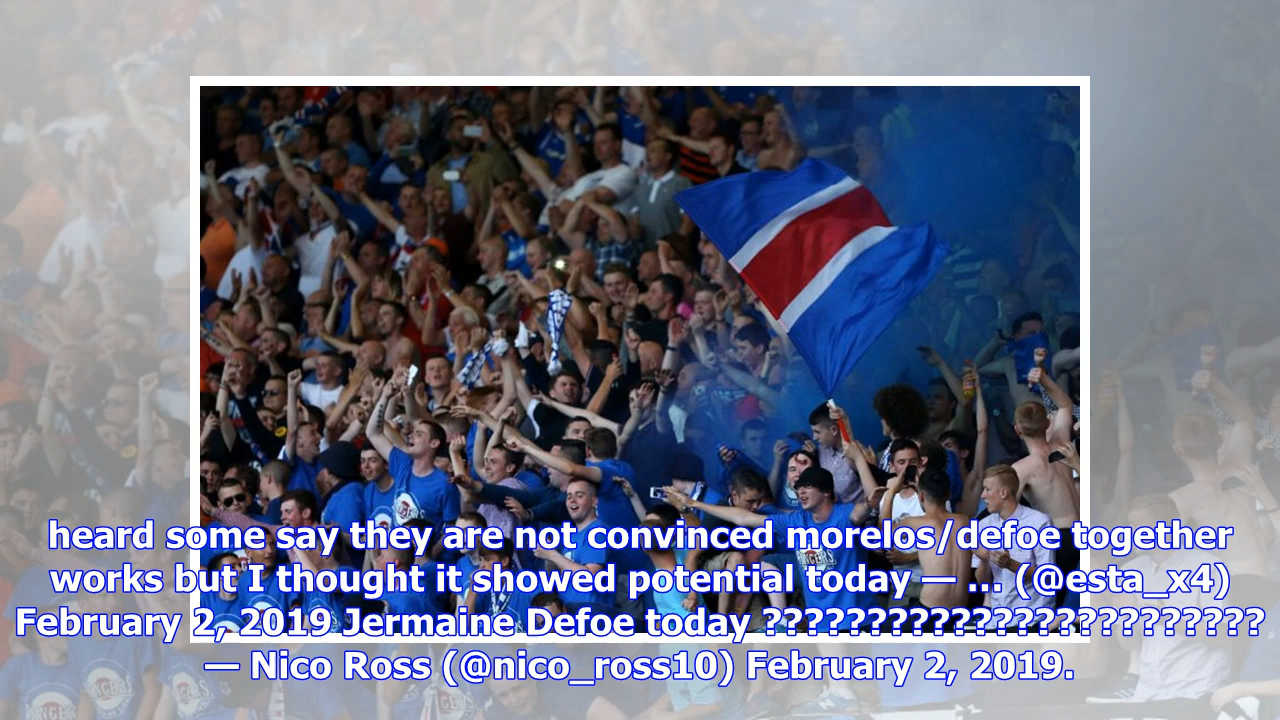 heard some say they are not convinced morelos/defoe together
works but I thought it showed potential today — ... (@esta_x4)
February 2, 2019 Jermaine Defoe today ?????????????????????????????
— Nico Ross (@nico_ross10) February 2, 2019.